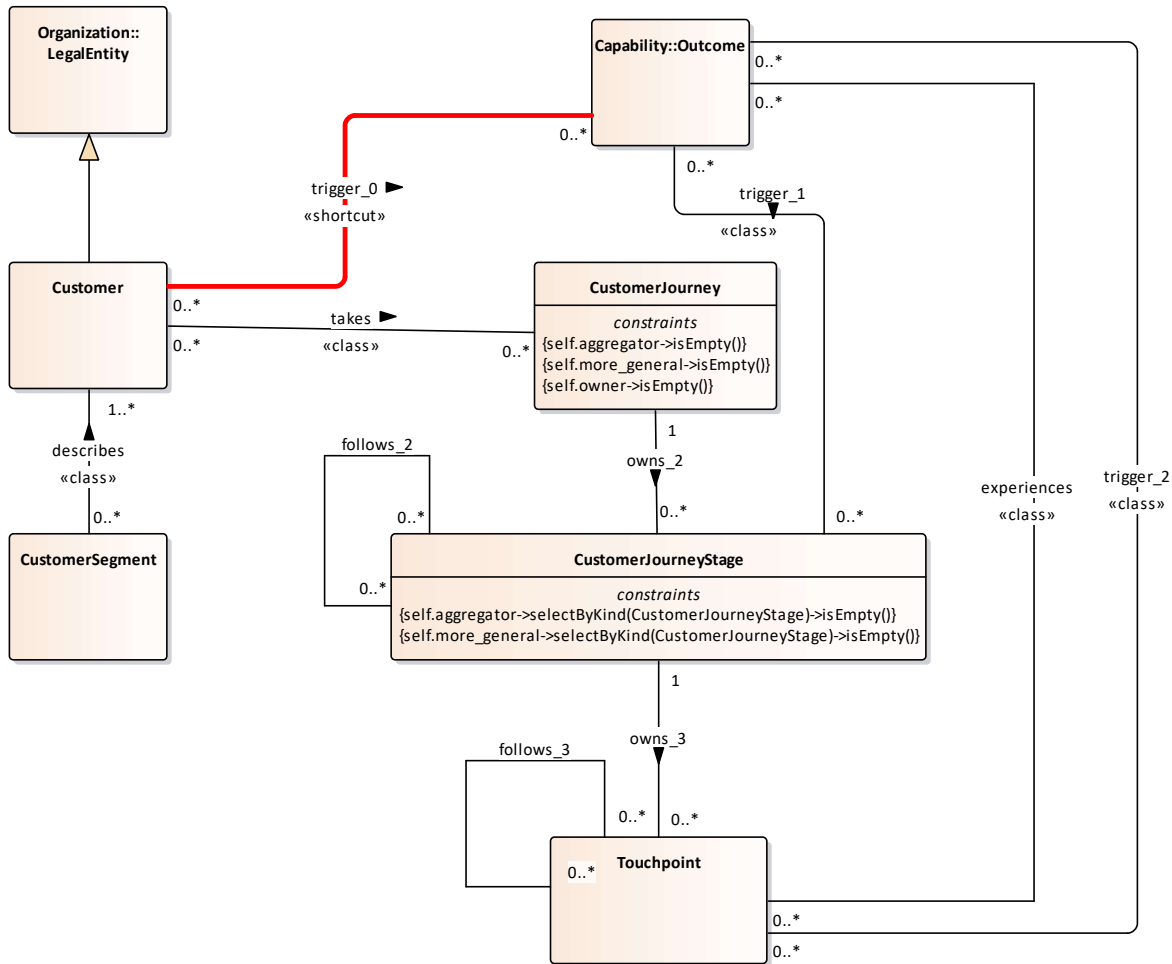 Organization::
LegalEntity
Capability::Outcome
0..*
0..*
0..*
0..*
trigger_1
«class»
trigger_0
«shortcut»
Customer
0..*
0..*
takes
«class»
0..*
CustomerJourney
constraints
{self.aggregator->isEmpty()}
{self.more_general->isEmpty()}
{self.owner->isEmpty()}
1..*
describes
«class»
0..*
CustomerSegment
1
owns_2
0..*
follows_2
0..*
0..*
0..*
experiences
«class»
trigger_2
«class»
CustomerJourneyStage
constraints
{self.aggregator->selectByKind(CustomerJourneyStage)->isEmpty()}
{self.more_general->selectByKind(CustomerJourneyStage)->isEmpty()}
1
owns_3
follows_3
0..*
0..*
Touchpoint
0..*
0..*
0..*